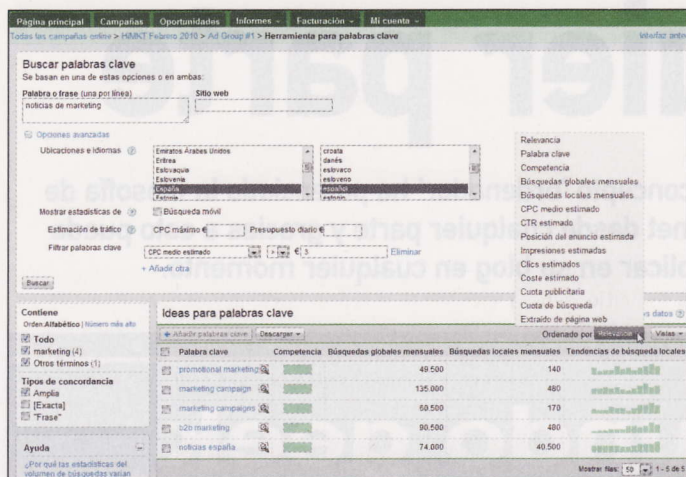 Página principal Campañas Oportunidades Informes Facturación Mi cuenta
Todas las campañas online > HiMKT Febrero 2010 > Ad Group #1 > Herramienta para palabras clave
Buscar palabras clave
Se basan en una de estas opciones o en ambas:
Palabra o frase (una por línea) Sitio web
noticias de marketing
Opciones avanzadas
Ubicaciones e idiomas
Emiratos Árabes Unidos
Eritrea
Eslovaquia
Eslovenia
España
Estonia
croata
danés
eslovaco
esloveno
español
estonio
Mostrar estadísticas de Búsqueda móvil
Estimación de tráfico CPC máximo € Presupuesto diario €
Filtrar palabras clave CPC medio estimado > € 3 Eliminar
+ Añadir otra
Buscar
Relevancia
Palabra clave
Competencia
Búsquedas globales mensuales
Búsquedas locales mensuales
CPC medio estimado
CTR estimado
Posición del anuncio estimada
Impresiones estimadas
Clics estimados
Coste estimado
Cuota publicitaria
Cuota de búsqueda
Extraído de página web
Contiene
Orden: Alfabético | Número más alto
Todo
marketing (4)
Otros términos (1)
Tipos de concordancia
Amplia
[Exacta]
"Frase"
Ayuda
¿Por qué las estadísticas del
volumen de búsquedas varían
Ideas para palabras clave
datos
Añadir palabras clave Descargar Ordenado por Relevancia Vistas
Palabra clave Competencia Búsquedas globales mensuales Búsquedas locales mensuales Tendencias de búsqueda locales
promotional marketing 49.500 140
marketing campaign 135.000 480
marketing campaigns 60.500 170
b2b marketing 90.500 480
noticias españa 74.000 40.500
Mostrar filas: 50 1 - 5 de 5